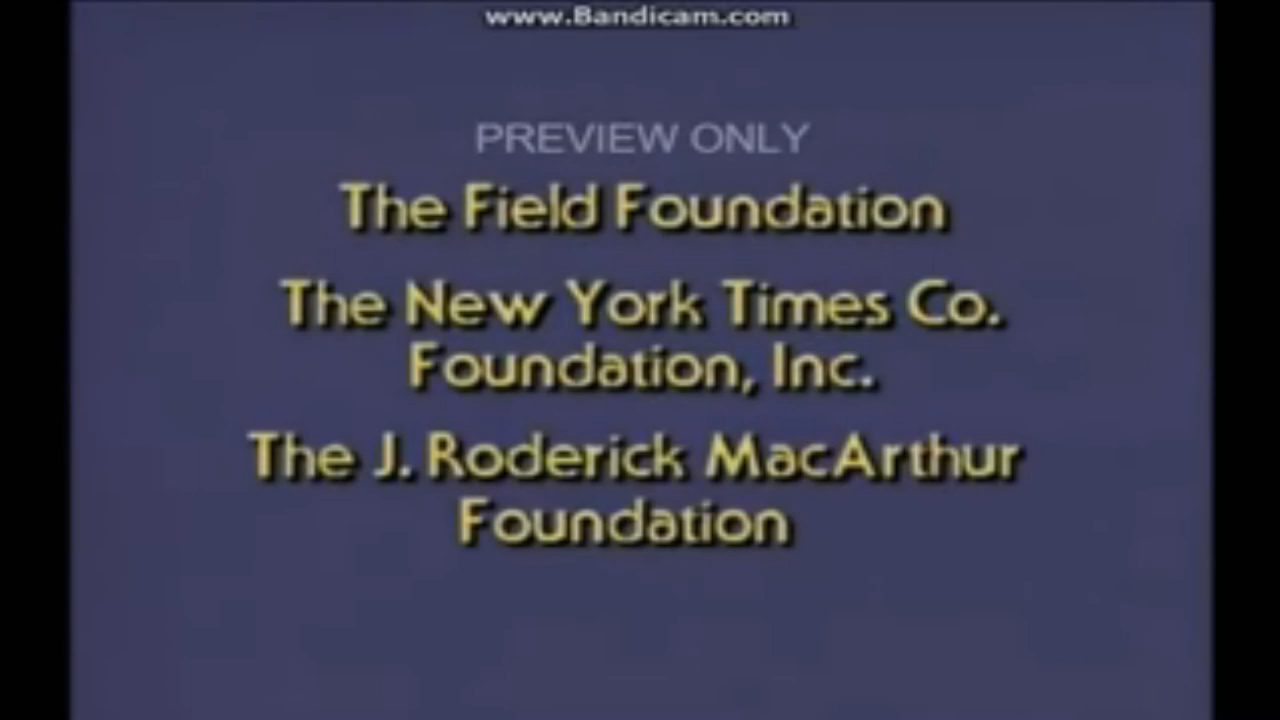 www.Bandicam.com
PREVIEW ONLY
The Field Foundation
The New York Times Co.
Foundation, Inc.
The J. Roderick MacArthur
Foundation